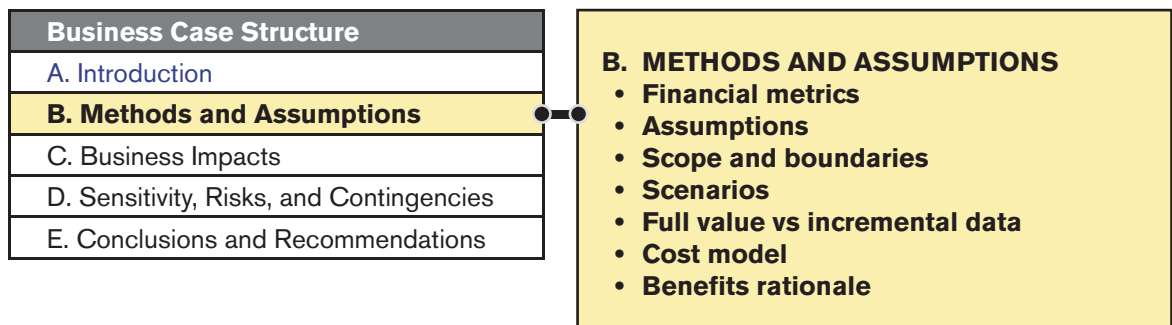 Business Case Structure
A. Introduction
B. Methods and Assumptions
C. Business Impacts
D. Sensitivity, Risks, and Contingencies
E. Conclusions and Recommendations
B. METHODS AND ASSUMPTIONS
• Financial metrics
• Assumptions
• Scope and boundaries
• Scenarios
• Full value vs incremental data
• Cost model
• Benefits rationale